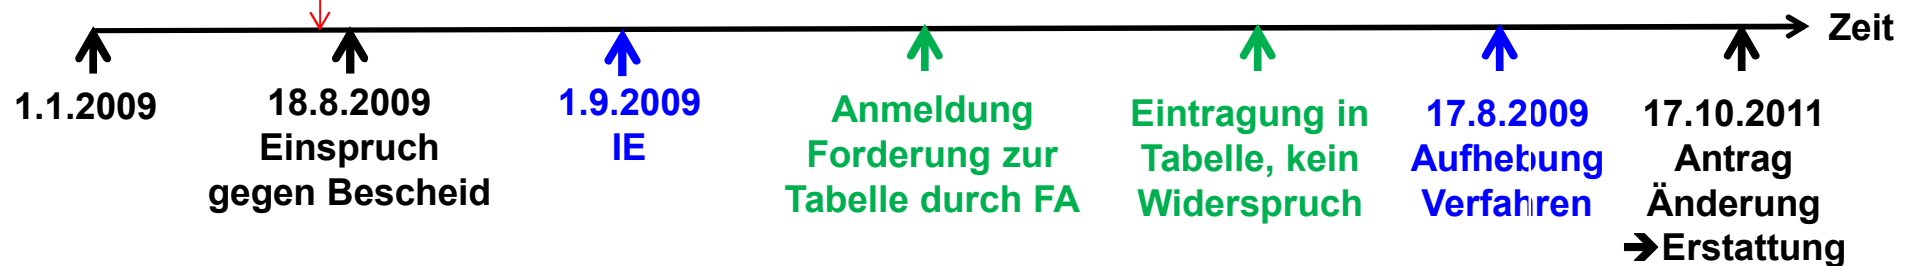 Zeit
1.1.2009
18.8.2009
Einspruch
gegen Bescheid
1.9.2009
IE
Anmeldung
Forderung zur
Tabelle durch FA
Eintragung in
Tabelle, kein
Widerspruch
17.8.2009
Aufhebung
Verfahren
17.10.2011
Antrag
Änderung
➔Erstattung